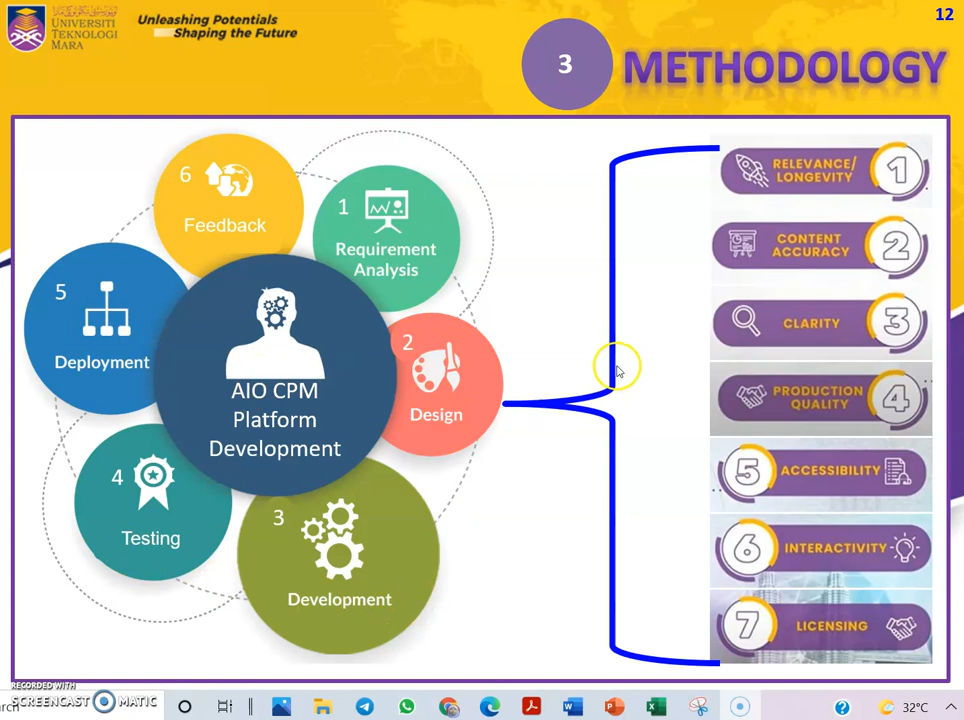 UNIVERSITI
TEKNOLOGI
MARA
Unleashing Potentials
Shaping the Future
12
3
METHODOLOGY
6
Feedback
1
Requirement
Analysis
5
Deployment
2
Design
AIO CPM
Platform
Development
4
Testing
3
Development
RELEVANCE/
LONGEVITY
1
CONTENT
ACCURACY
2
CLARITY
3
PRODUCTION
QUALITY
4
5
ACCESSIBILITY
6
INTERACTIVITY
7
LICENSING
RECORDED WITH
SCREENCAST MATIC
rch
32°C